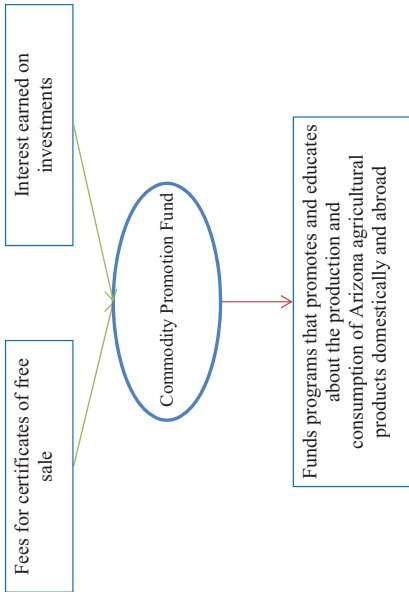 Fees for certificates of free
sale
Interest earned on
investments
Commodity Promotion Fund
Funds programs that promotes and educates
about the production and
consumption of Arizona agricultural
products domestically and abroad